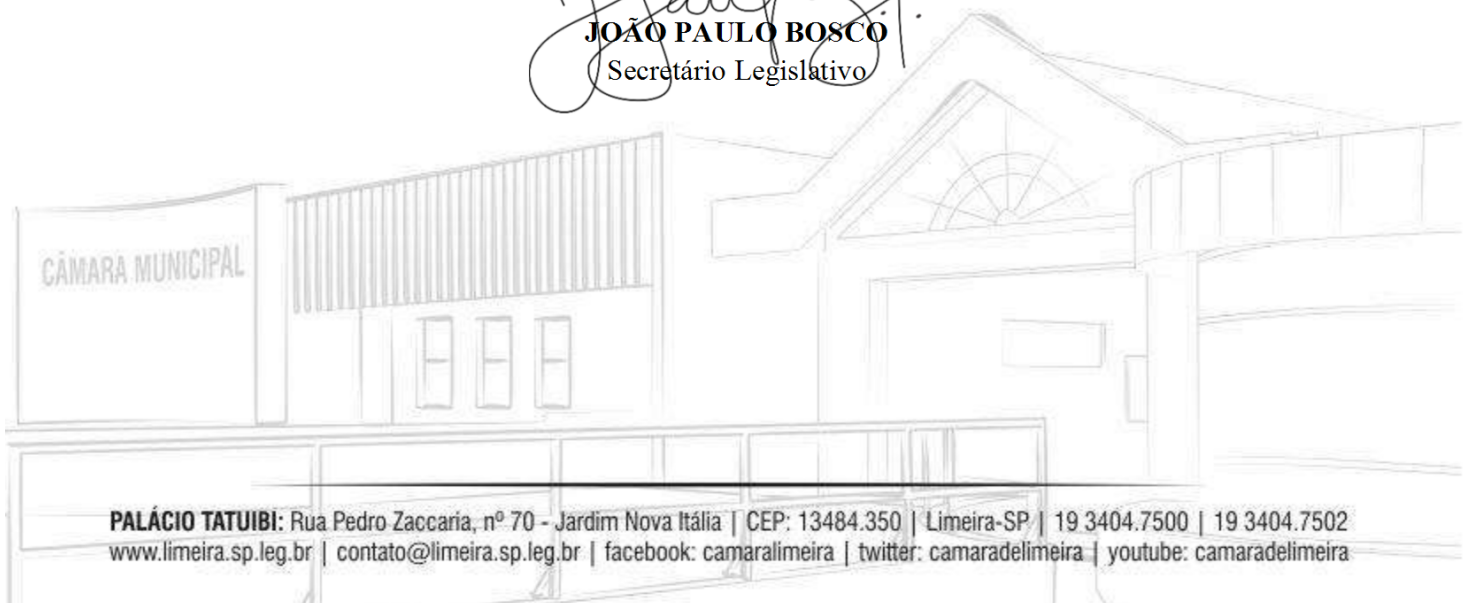 JOÃO PAULO BOSCO
Secretário Legislativo
CÂMARA MUNICIPAL
PALÁCIO TATUIBI: Rua Pedro Zaccaria, nº 70 - Jardim Nova Itália | CEP: 13484.350 | Limeira-SP | 19 3404.7500 | 19 3404.7502
www.limeira.sp.leg.br | contato@limeira.sp.leg.br | facebook: camaralimeira | twitter: camaradelimeira | youtube: camaradelimeira